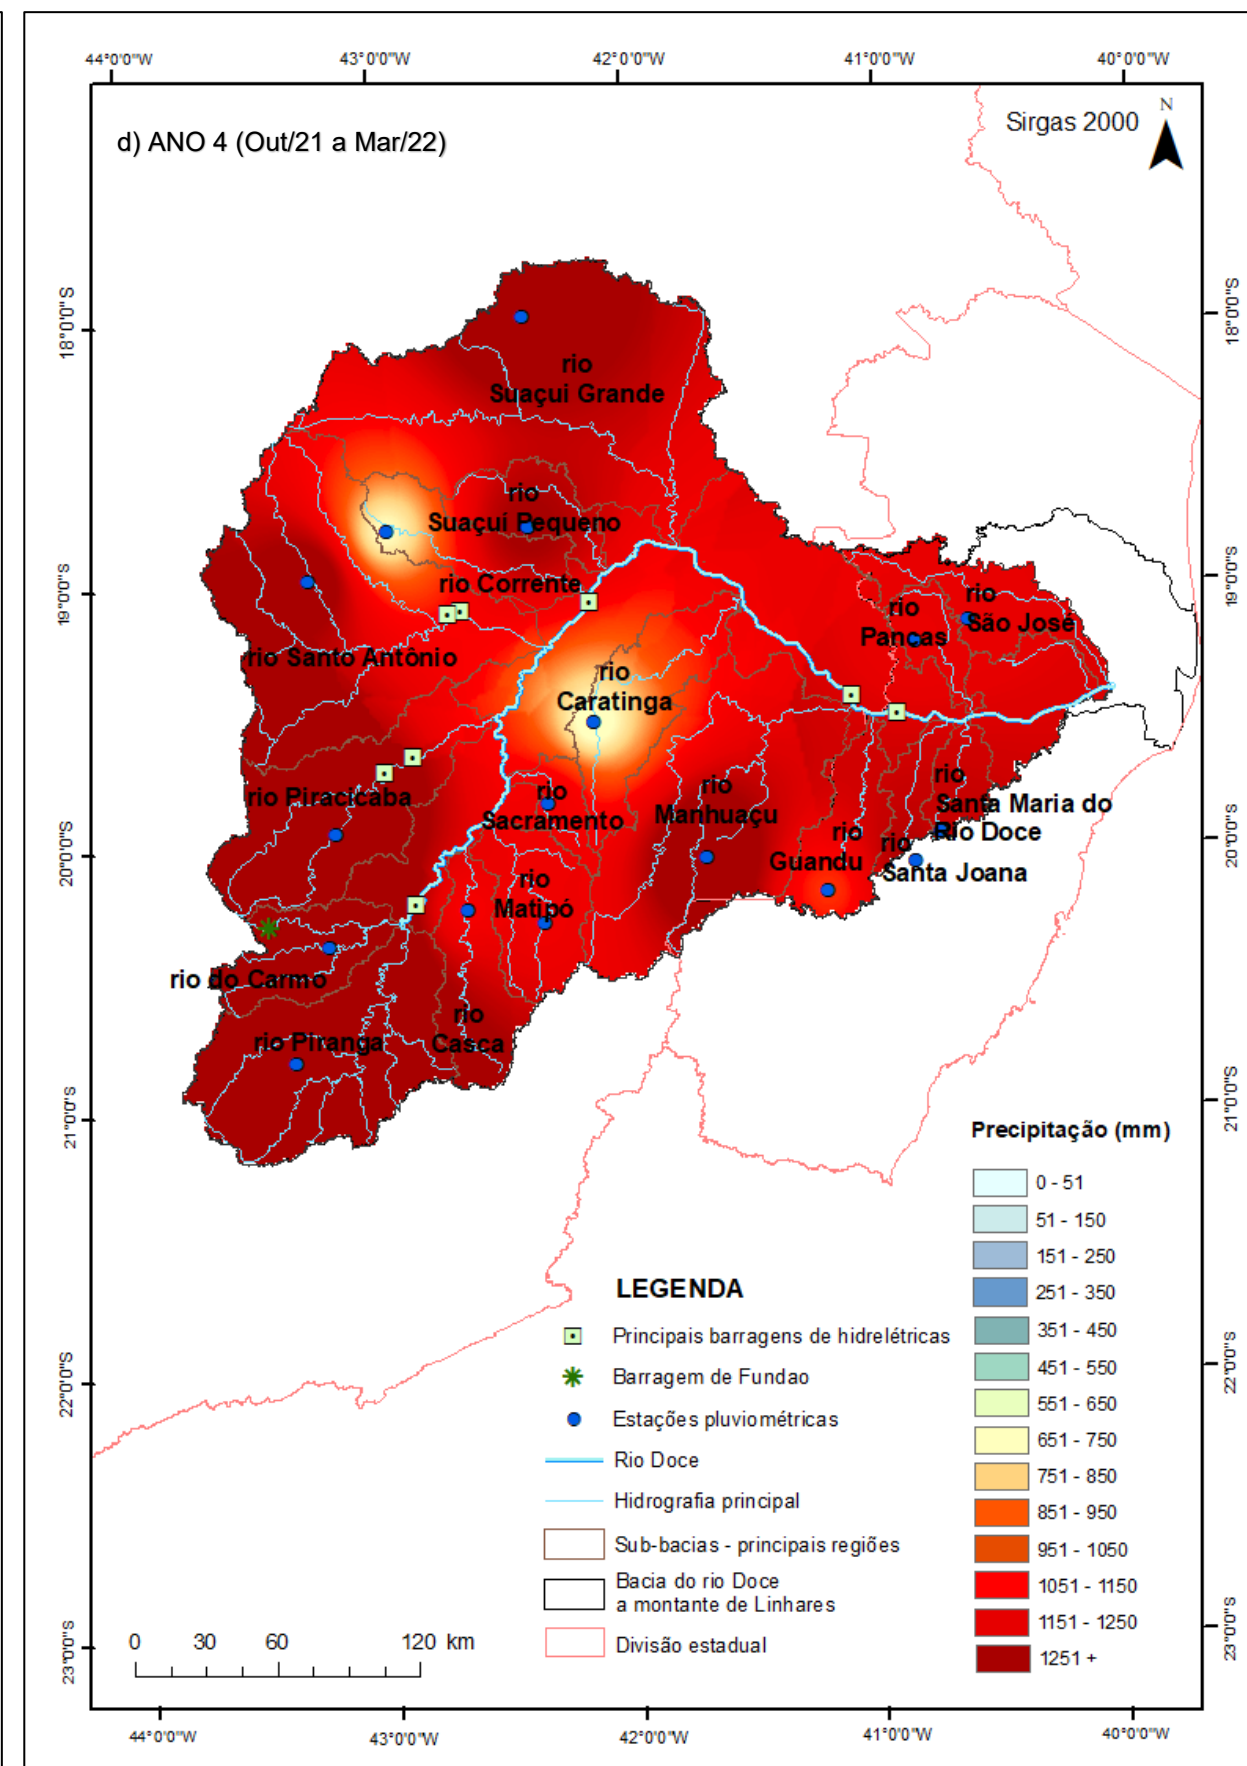 44°0'0"W
43°0'0"W
42°0'0"W
41°0'0"W
40°0'0"W
d) ANO 4 (Out/21 a Mar/22)
Sirgas 2000
N
18°0'0"S
18°0'0"S
rio
Suaçui Grande
rio
Suaçuí Pequeno
19°0'0"S
19°0'0"S
rio Corrente
rio
Pancas
rio
São José
rio Santo Antônio
rio
Caratinga
rio Piracicaba
rio
Sacramento
rio
Manhuaçu
rio
Santa Maria do
Rio Doce
20°0'0"S
20°0'0"S
rio
Guandu
rio
Santa Joana
rio
Matipó
rio do Carmo
rio
Casca
rio Piranga
21°0'0"S
21°0'0"S
Precipitação (mm)
0 - 51
51 - 150
151 - 250
251 - 350
351 - 450
451 - 550
551 - 650
651 - 750
751 - 850
851 - 950
951 - 1050
1051 - 1150
1151 - 1250
1251 +
LEGENDA
Principais barragens de hidrelétricas
Barragem de Fundao
Estações pluviométricas
Rio Doce
Hidrografia principal
Sub-bacias - principais regiões
Bacia do rio Doce
a montante de Linhares
Divisão estadual
22°0'0"S
22°0'0"S
23°0'0"S
23°0'0"S
0 30 60 120 km
44°0'0"W
43°0'0"W
42°0'0"W
41°0'0"W
40°0'0"W